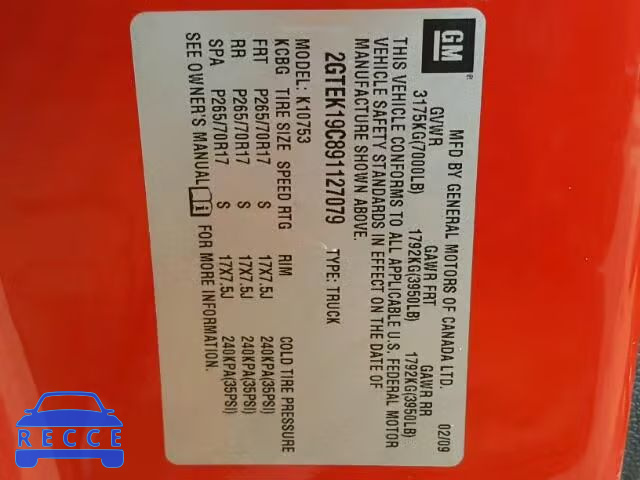 GM
®
MFD BY GENERAL MOTORS OF CANADA LTD. 02/09
GVWR GAWR FRT GAWR RR
3175KG(7000LB) 1792KG(3950LB) 1792KG(3950LB)
THIS VEHICLE CONFORMS TO ALL APPLICABLE U.S. FEDERAL MOTOR
VEHICLE SAFETY STANDARDS IN EFFECT ON THE DATE OF
MANUFACTURE SHOWN ABOVE.
2GTEK19C891127079 TYPE: TRUCK
MODEL: K10753
KCBG TIRE SIZE SPEED RTG RIM COLD TIRE PRESSURE
FRT P265/70R17 S 17X7.5J 240KPA(35PSI)
RR P265/70R17 S 17X7.5J 240KPA(35PSI)
SPA P265/70R17 S 17X7.5J 240KPA(35PSI)
SEE OWNER'S MANUAL FOR MORE INFORMATION.
RECCE